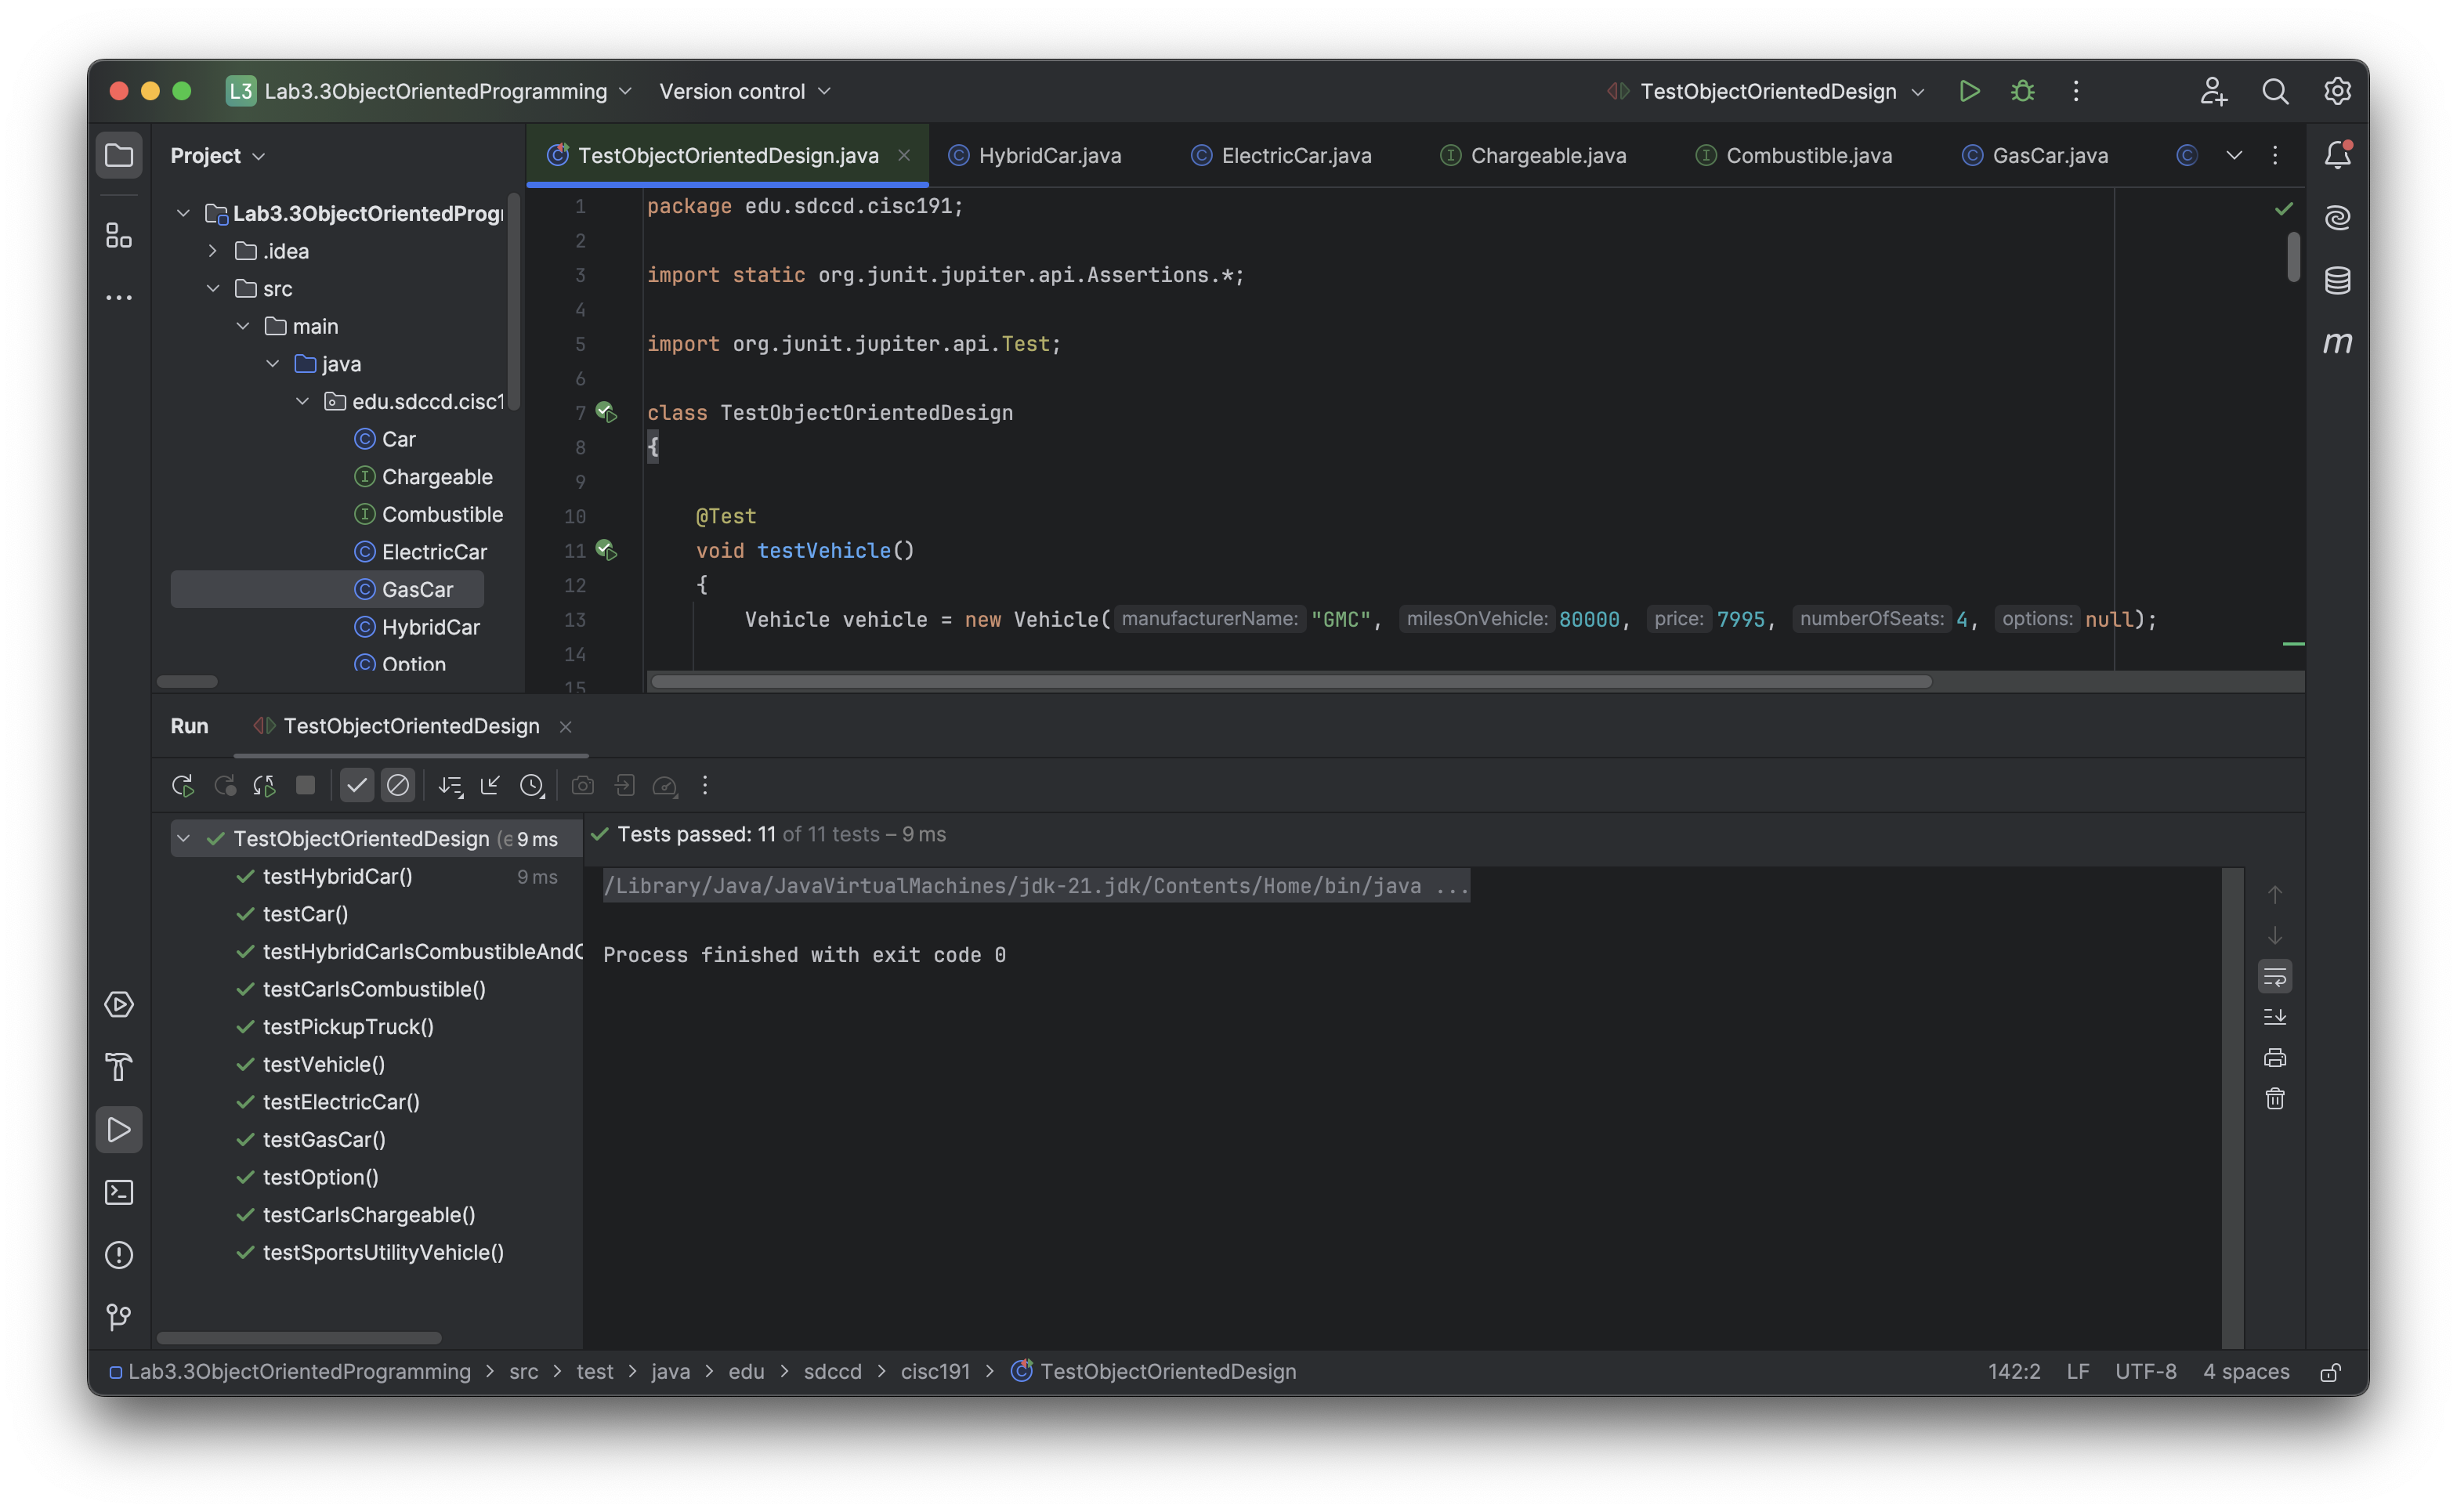 L3 Lab3.3ObjectOrientedProgramming Version control TestObjectOrientedDesign
Project
TestObjectOrientedDesign.java HybridCar.java ElectricCar.java Chargeable.java Combustible.java GasCar.java
Lab3.3ObjectOrientedProgr
.idea
src
main
java
edu.sdccd.cisc1
Car
Chargeable
Combustible
ElectricCar
GasCar
HybridCar
Option
1 package edu.sdccd.cisc191;
2
3 import static org.junit.jupiter.api.Assertions.*;
4
5 import org.junit.jupiter.api.Test;
6
7 class TestObjectOrientedDesign
8 {
9
10 @Test
11 void testVehicle()
12 {
13 Vehicle vehicle = new Vehicle( manufacturerName: "GMC", milesOnVehicle: 80000, price: 7995, numberOfSeats: 4, options: null);
14
15
Run TestObjectOrientedDesign
TestObjectOrientedDesign (e 9 ms
testHybridCar() 9 ms
testCar()
testHybridCarIsCombustibleAndC
testCarIsCombustible()
testPickupTruck()
testVehicle()
testElectricCar()
testGasCar()
testOption()
testCarIsChargeable()
testSportsUtilityVehicle()
Tests passed: 11 of 11 tests – 9 ms
/Library/Java/JavaVirtualMachines/jdk-21.jdk/Contents/Home/bin/java ...
Process finished with exit code 0
Lab3.3ObjectOrientedProgramming > src > test > java > edu > sdccd > cisc191 > TestObjectOrientedDesign 142:2 LF UTF-8 4 spaces